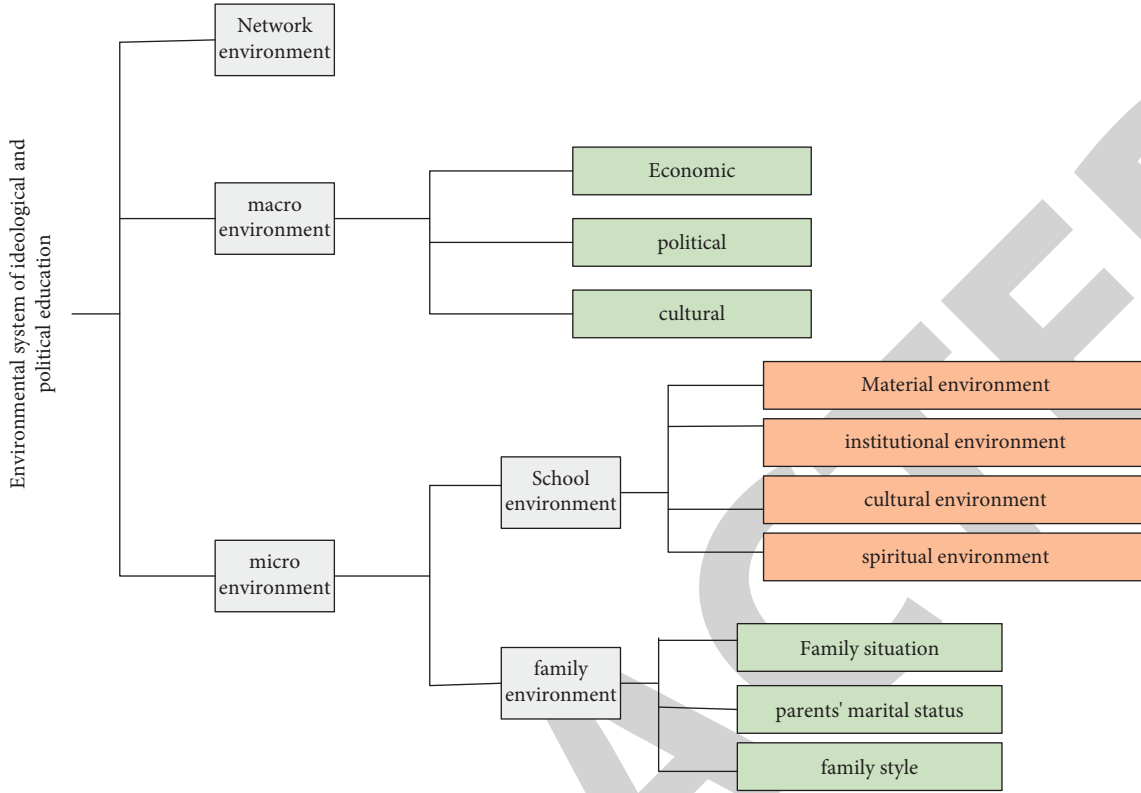 Environmental system of ideological and
political education
Network
environment
macro
environment
Economic
political
cultural
micro
environment
School
environment
Material environment
institutional environment
cultural environment
spiritual environment
family
environment
Family situation
parents' marital status
family style